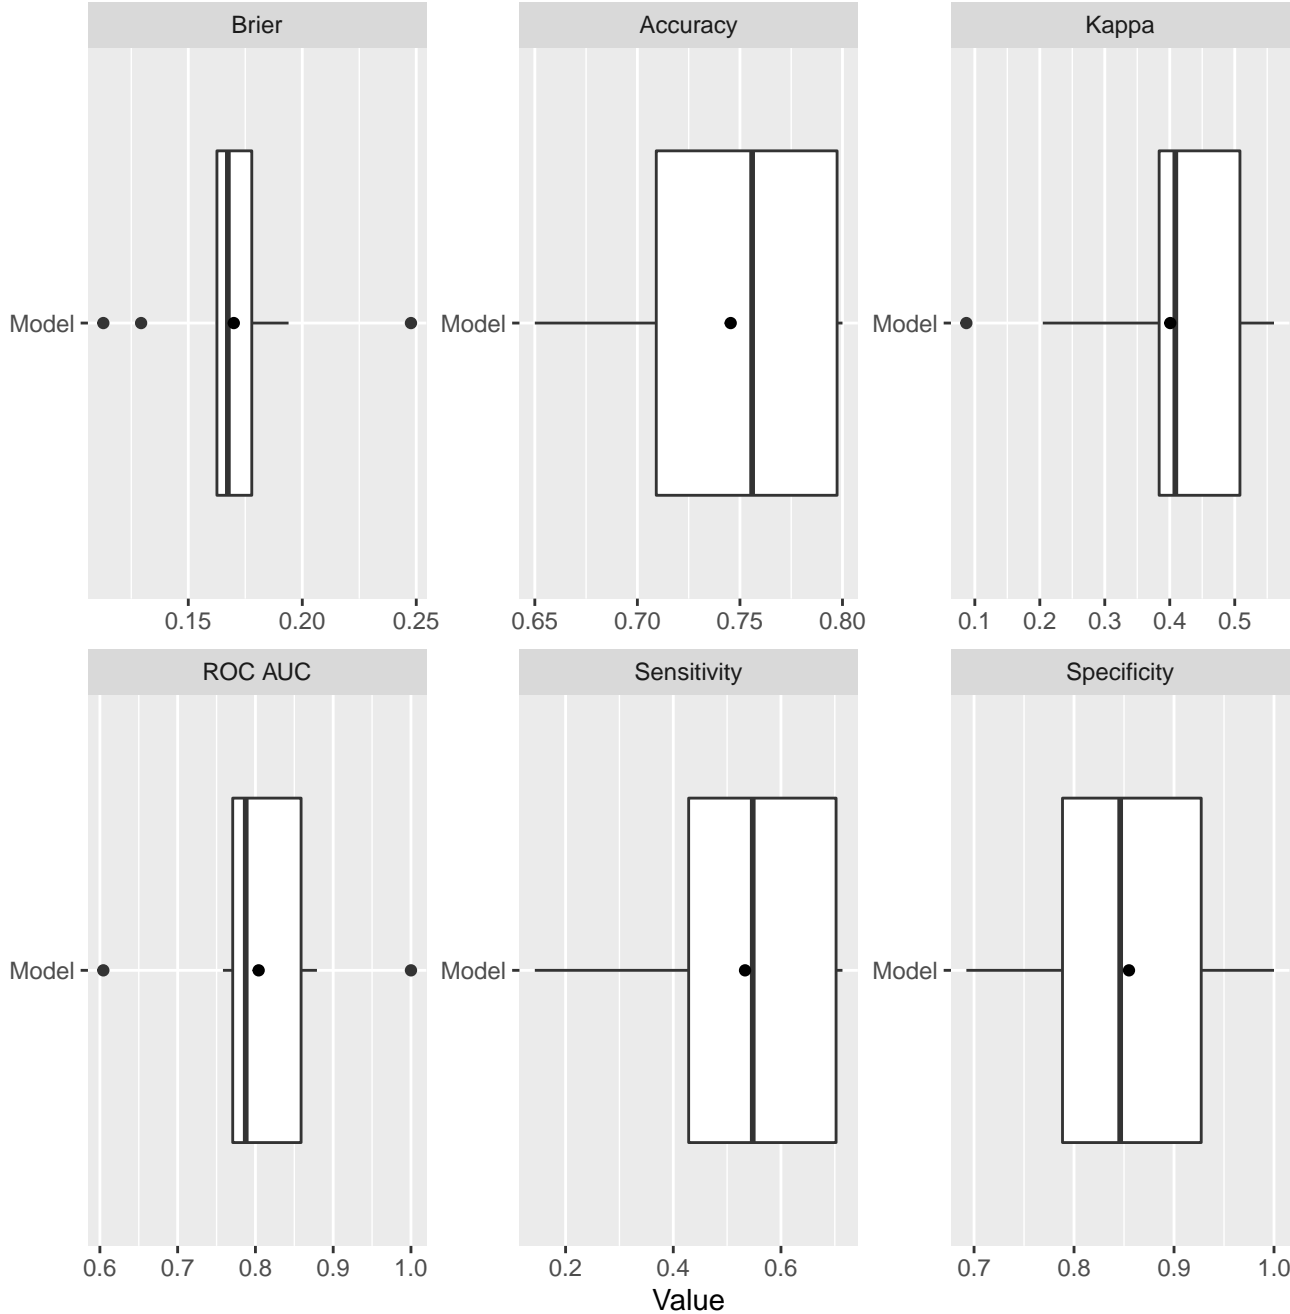 Brier Accuracy Kappa
Model Model Model
0.15 0.20 0.25 0.65 0.70 0.75 0.80 0.1 0.2 0.3 0.4 0.5
ROC AUC Sensitivity Specificity
Model Model Model
0.6 0.7 0.8 0.9 1.0 0.2 0.4 0.6 0.7 0.8 0.9 1.0
Value